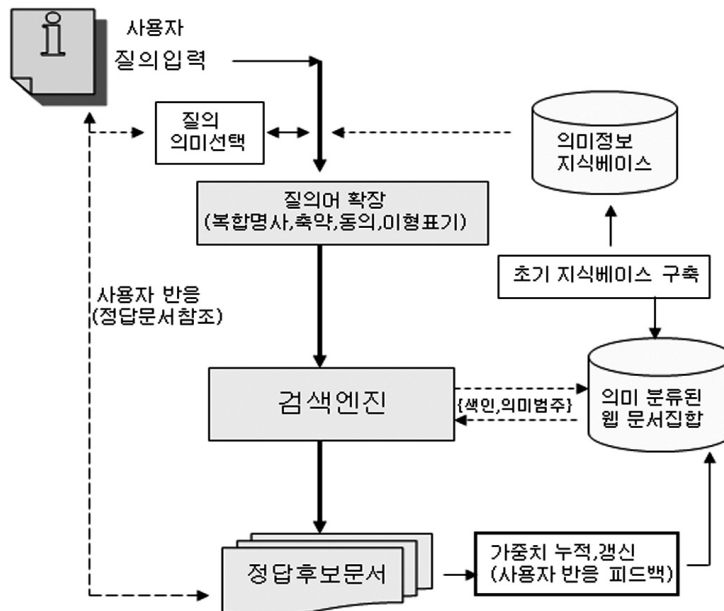 사용자
질의입력
질의
의미선택
의미정보
지식베이스
질의어 확장
(복합명사,축약,동의,이형표기)
초기 지식베이스 구축
사용자 반응
(정답문서참조)
검색엔진
{색인,의미범주}
의미 분류된
웹 문서집합
정답후보문서
가중치 누적,갱신
(사용자 반응 피드백)